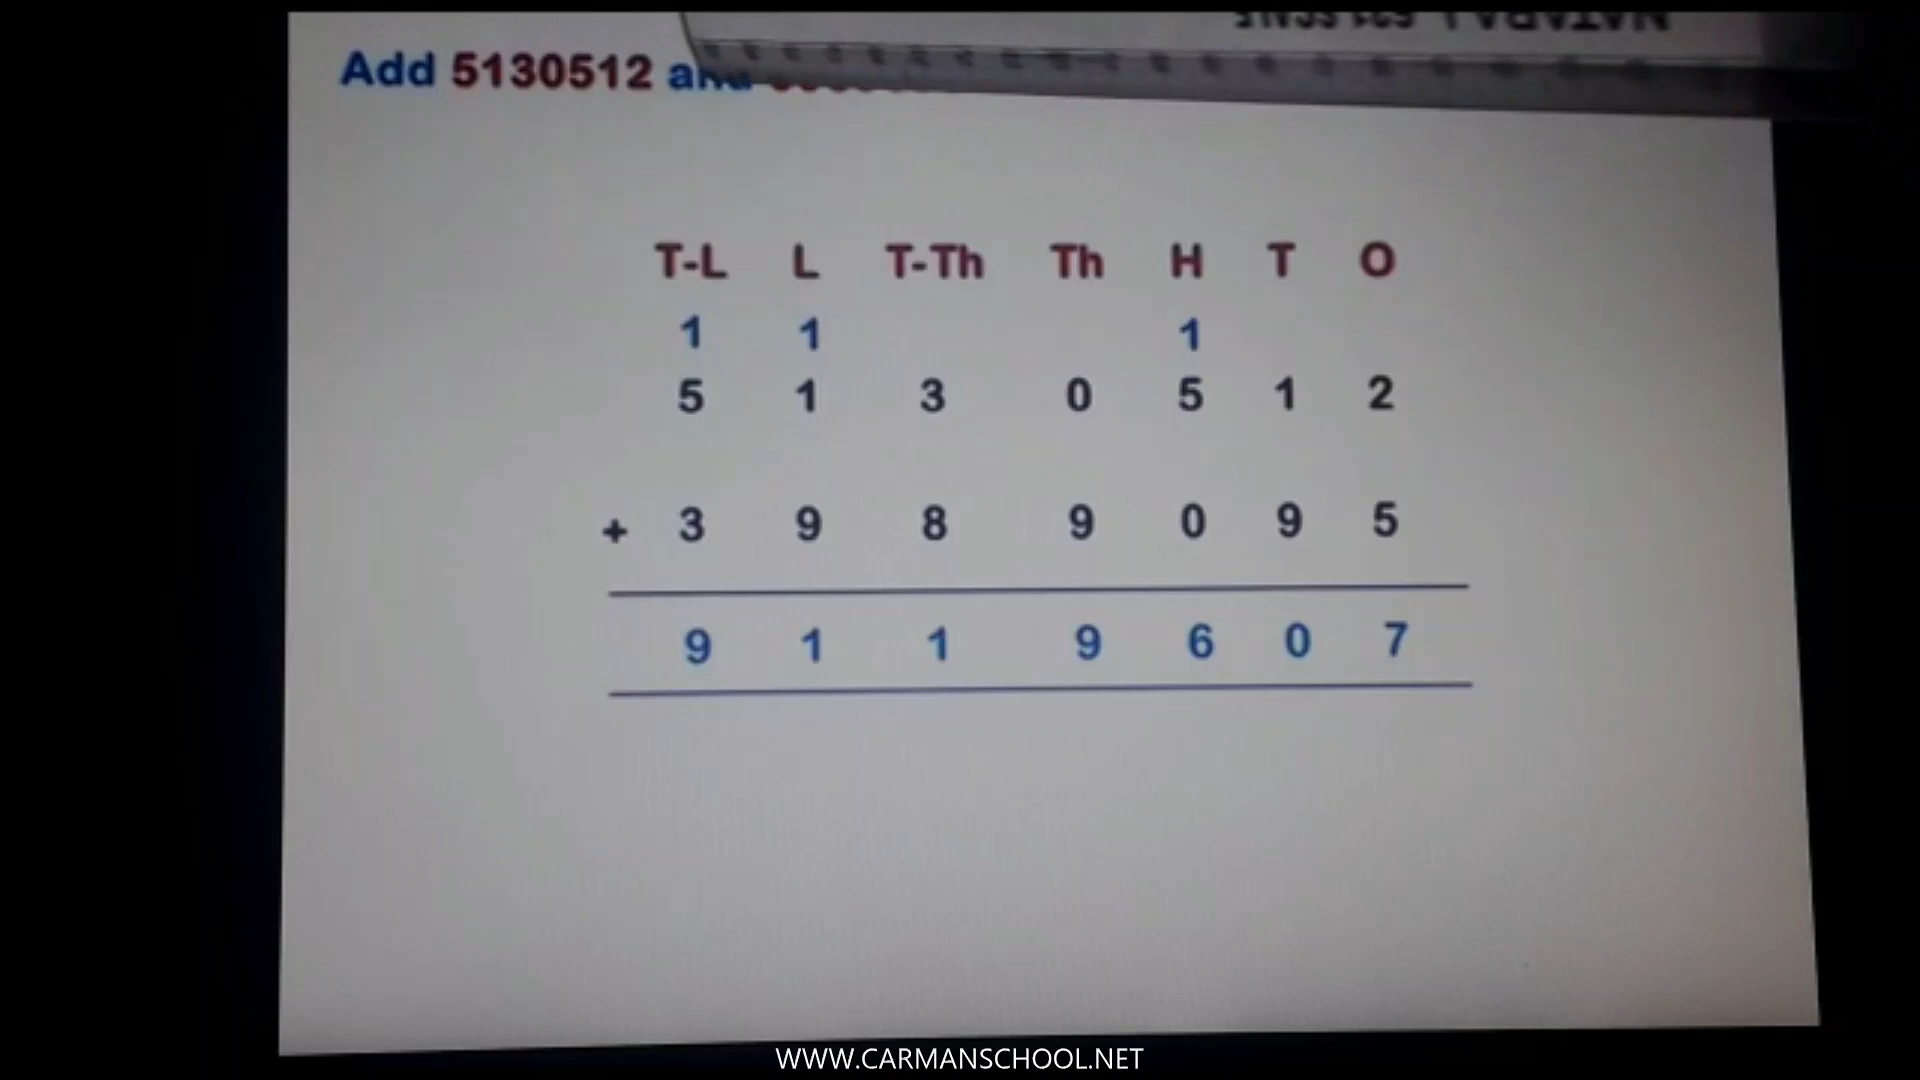 Add 5130512 and
T-L L T-Th Th H T O
1 1 1
5 1 3 0 5 1 2
+ 3 9 8 9 0 9 5
9 1 1 9 6 0 7
WWW.CARMANSCHOOL.NET